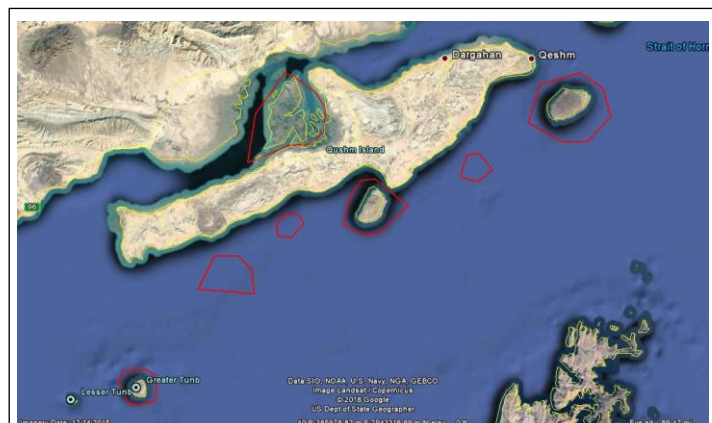 Strait of Horm
Dargahan
Qeshm
Qushm Island
96
Greater Tunb
Lesser Tunb
Data SIO, NOAA, U.S. Navy, NGA, GEBCO
Image Landsat / Copernicus
© 2018 Google
US Dept of State Geographer